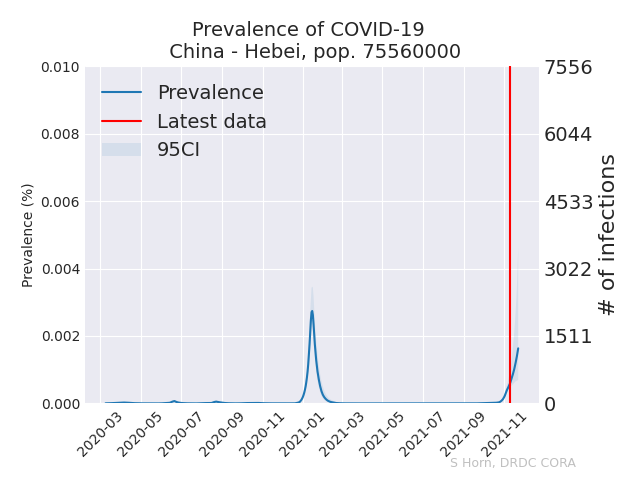 Prevalence of COVID-19
China - Hebei, pop. 75560000
Prevalence
Latest data
95CI
Prevalence (%)
0.010
0.008
0.006
0.004
0.002
0.000
7556
6044
4533
3022
1511
0
# of infections
2020-03
2020-05
2020-07
2020-09
2020-11
2021-01
2021-03
2021-05
2021-07
2021-09
2021-11
S Horn, DRDC CORA